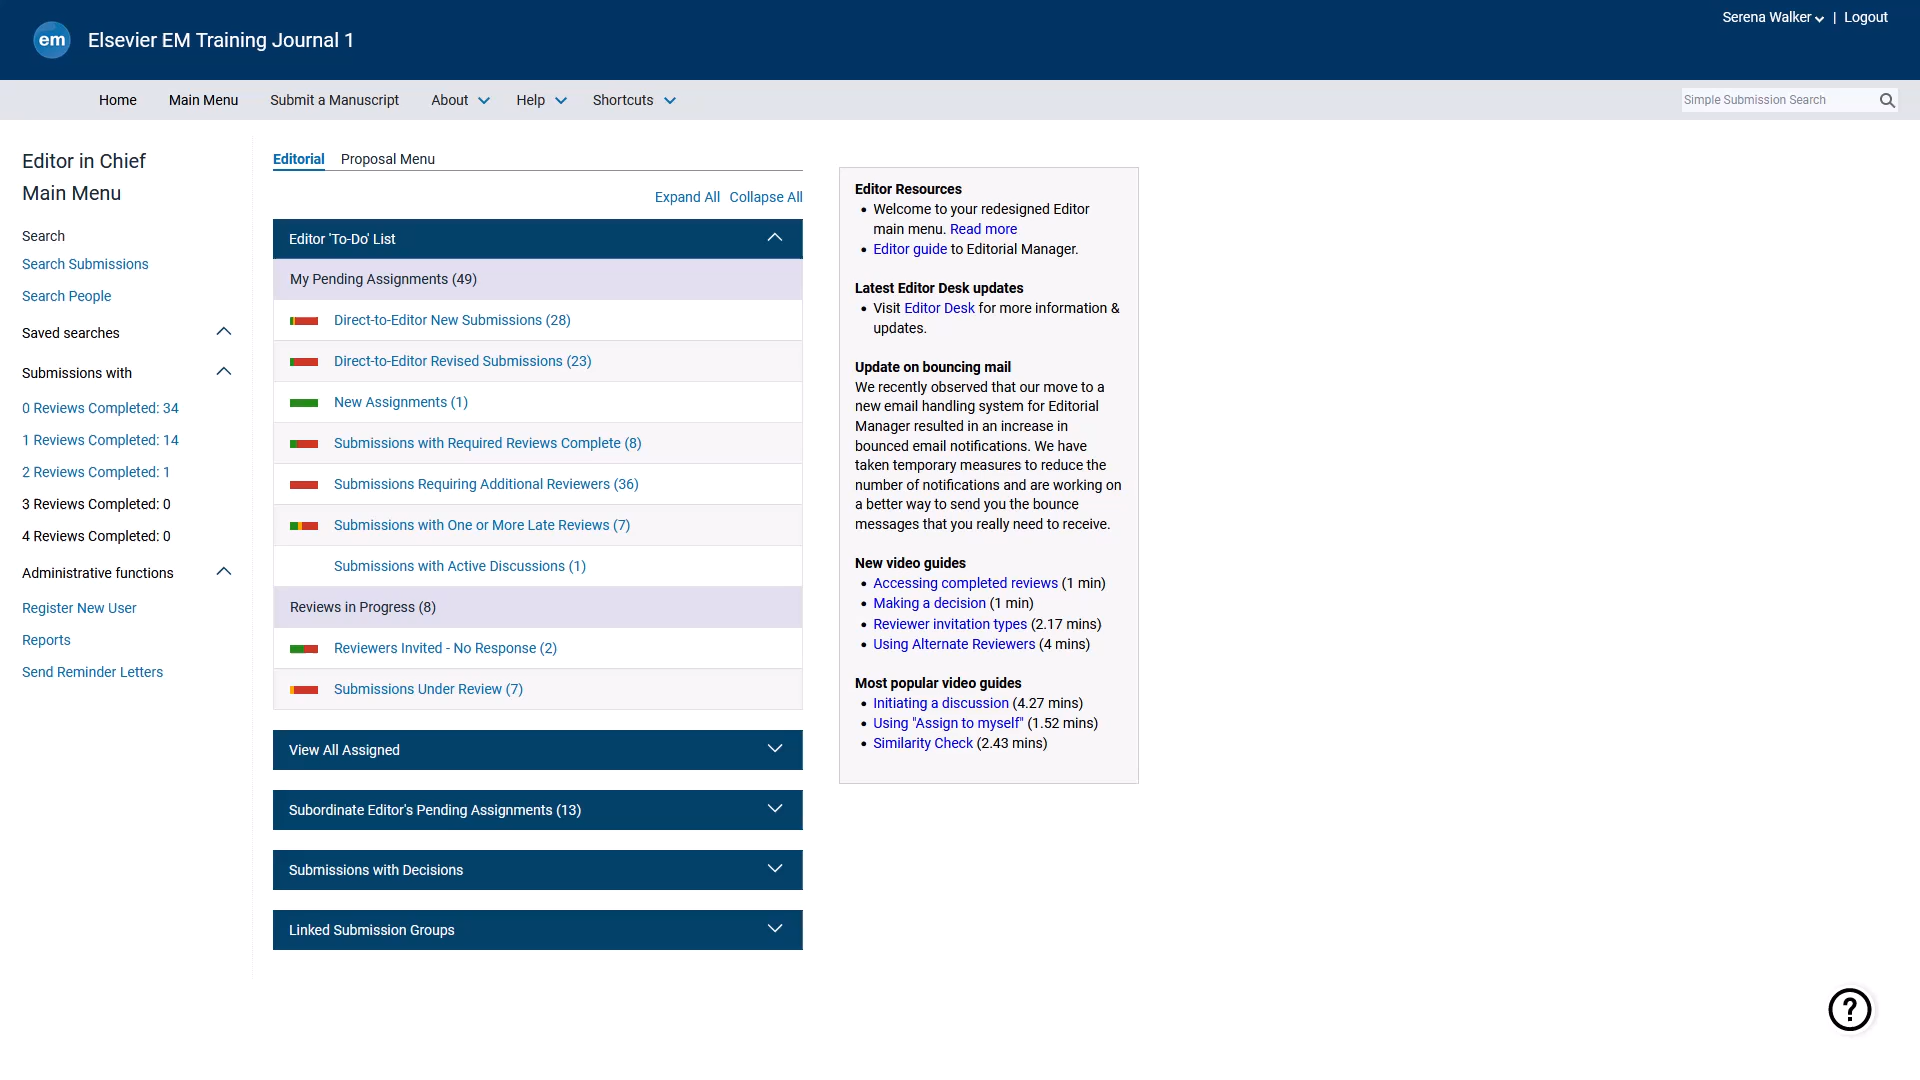 em
Elsevier EM Training Journal 1
Serena Walker | Logout
Home Main Menu Submit a Manuscript About Help Shortcuts
Simple Submission Search
Editor in Chief
Main Menu
Search
Search Submissions
Search People
Saved searches
Submissions with
0 Reviews Completed: 34
1 Reviews Completed: 14
2 Reviews Completed: 1
3 Reviews Completed: 0
4 Reviews Completed: 0
Administrative functions
Register New User
Reports
Send Reminder Letters
Editorial Proposal Menu
Expand All Collapse All
Editor 'To-Do' List
My Pending Assignments (49)
Direct-to-Editor New Submissions (28)
Direct-to-Editor Revised Submissions (23)
New Assignments (1)
Submissions with Required Reviews Complete (8)
Submissions Requiring Additional Reviewers (36)
Submissions with One or More Late Reviews (7)
Submissions with Active Discussions (1)
Reviews in Progress (8)
Reviewers Invited - No Response (2)
Submissions Under Review (7)
View All Assigned
Subordinate Editor's Pending Assignments (13)
Submissions with Decisions
Linked Submission Groups
Editor Resources
• Welcome to your redesigned Editor
main menu. Read more
• Editor guide to Editorial Manager.
Latest Editor Desk updates
• Visit Editor Desk for more information &
updates.
Update on bouncing mail
We recently observed that our move to a
new email handling system for Editorial
Manager resulted in an increase in
bounced email notifications. We have
taken temporary measures to reduce the
number of notifications and are working on
a better way to send you the bounce
messages that you really need to receive.
New video guides
• Accessing completed reviews (1 min)
• Making a decision (1 min)
• Reviewer invitation types (2.17 mins)
• Using Alternate Reviewers (4 mins)
Most popular video guides
• Initiating a discussion (4.27 mins)
• Using "Assign to myself" (1.52 mins)
• Similarity Check (2.43 mins)
?